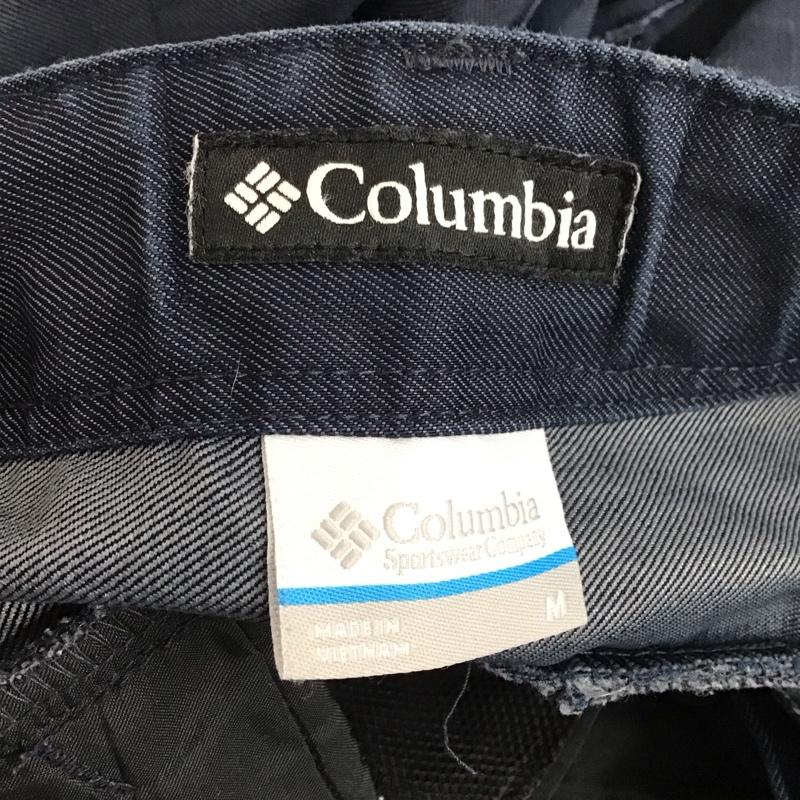 Columbia
Columbia
Sportswear Company
M
MADE IN
VIETNAM